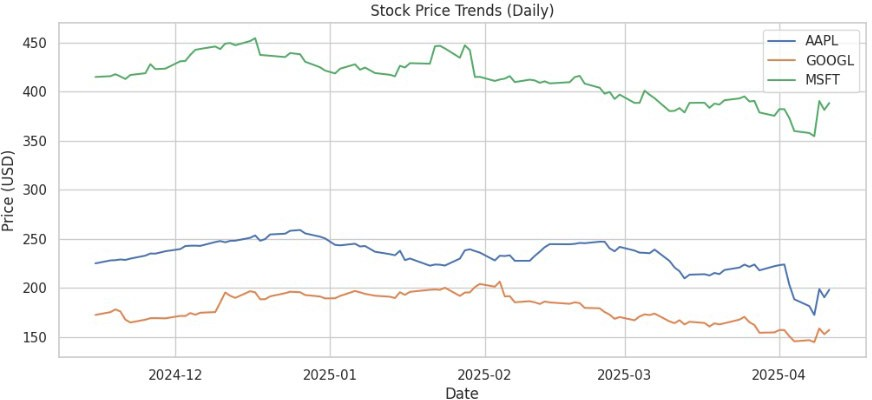 Stock Price Trends (Daily)
Price (USD)
450
400
350
300
250
200
150
AAPL
GOOGL
MSFT
2024-12 2025-01 2025-02 2025-03 2025-04
Date